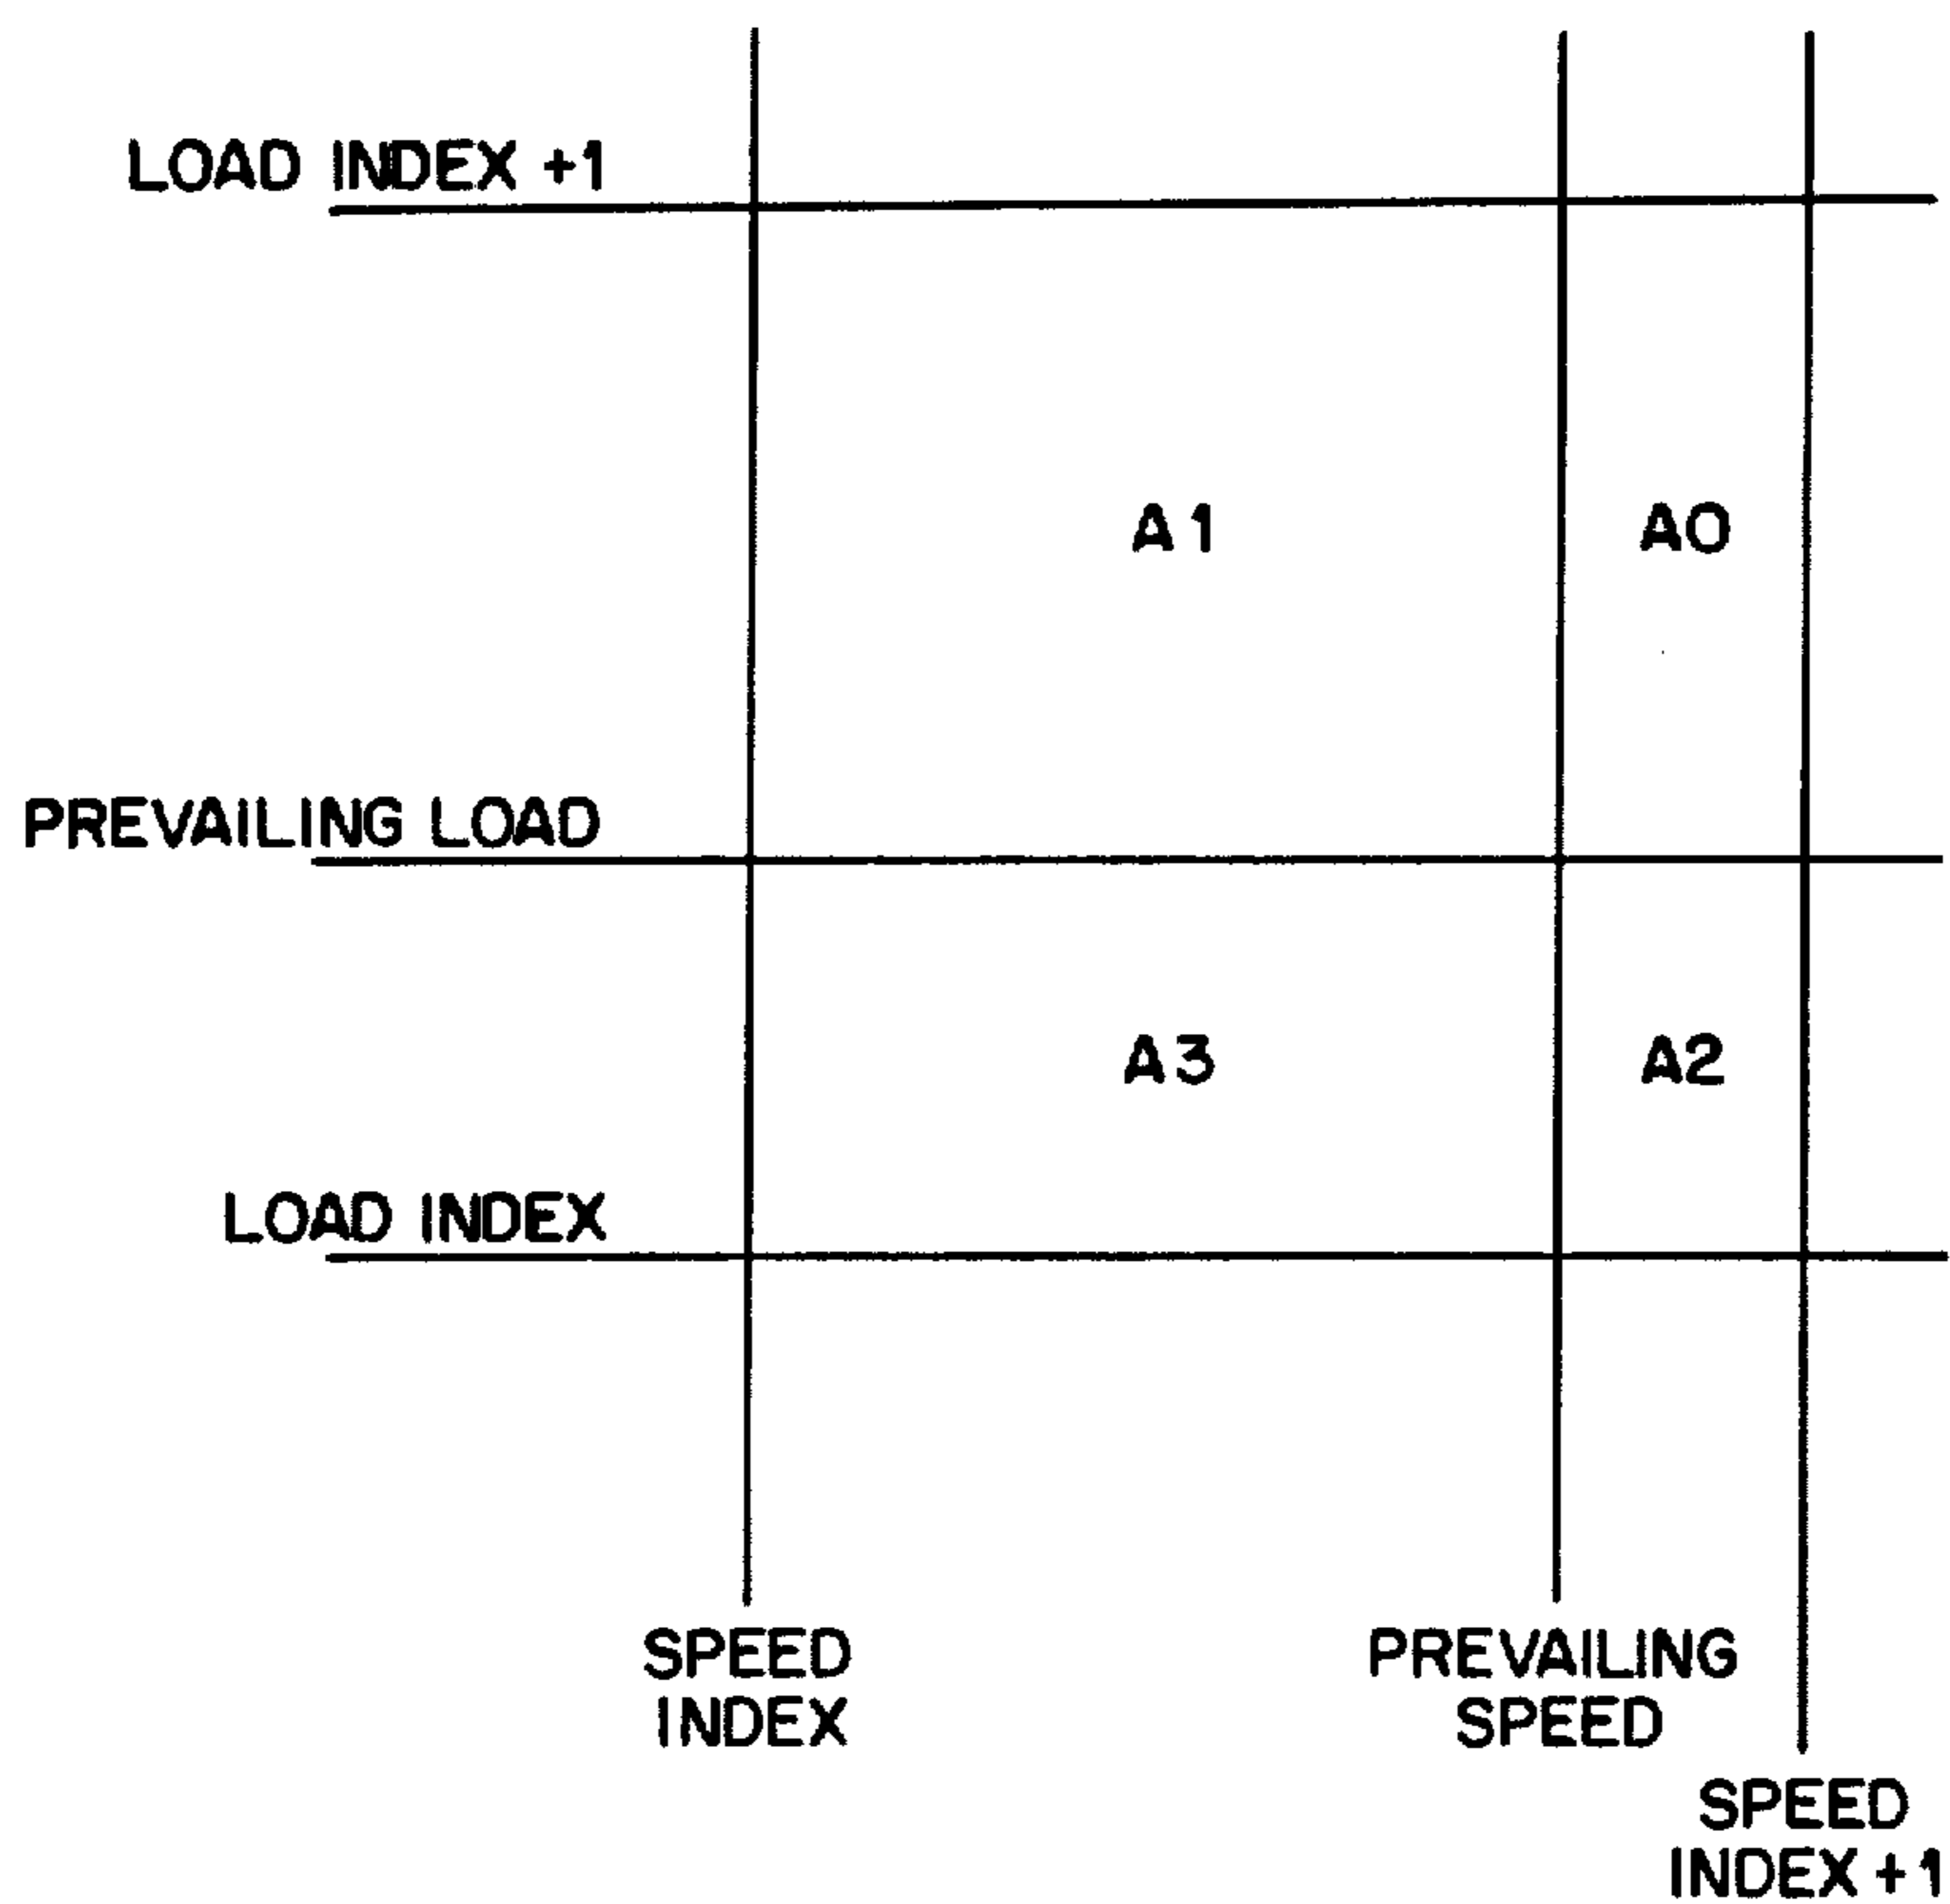 LOAD INDEX +1
A1 A0
PREVAILING LOAD
A3 A2
LOAD INDEX
SPEED
INDEX
PREVAILING
SPEED
SPEED
INDEX +1